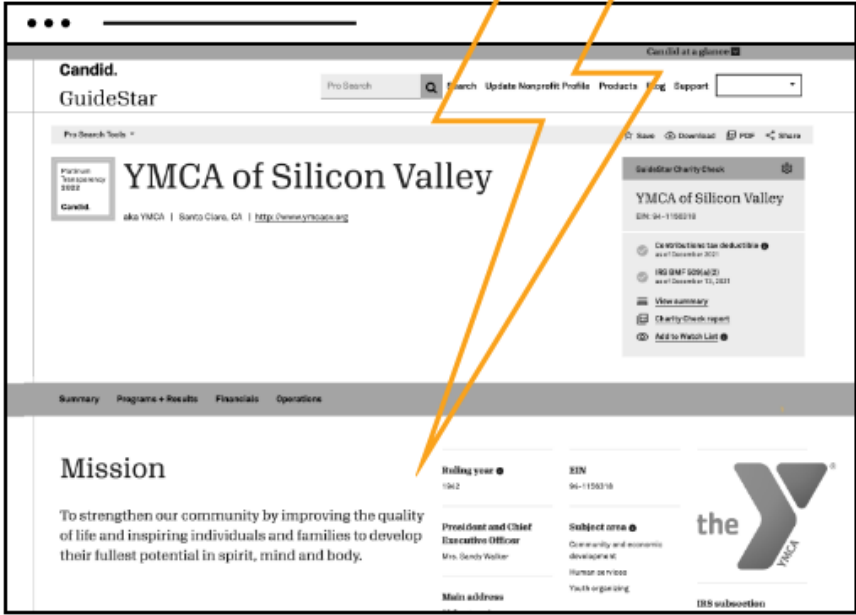 Candid at a glance
Candid.
GuideStar
Pro Search
Search Update Nonprofit Profile Products Blog Support
Pro Search Tools
Save Download PDF Share
Platinum
Transparency
2022
Candid.
YMCA of Silicon Valley
aka YMCA | Santa Clara, CA | http://www.ymcacx.org
GuideStar Charity Check
YMCA of Silicon Valley
EIN: 94-1156318
Contributions tax deductible
as of December 2021
IRS BMF 509(a)(2)
as of December 13, 2021
View summary
Charity Check report
Add to Watch List
Summary Programs + Results Financials Operations
Mission
To strengthen our community by improving the quality
of life and inspiring individuals and families to develop
their fullest potential in spirit, mind and body.
Ruling year
1942
President and Chief
Executive Officer
Mrs. Sandy Walker
Main address
EIN
94-1156318
Subject area
Community and economic
development
Human services
Youth organizing
the
YMCA
®
IRS subsection